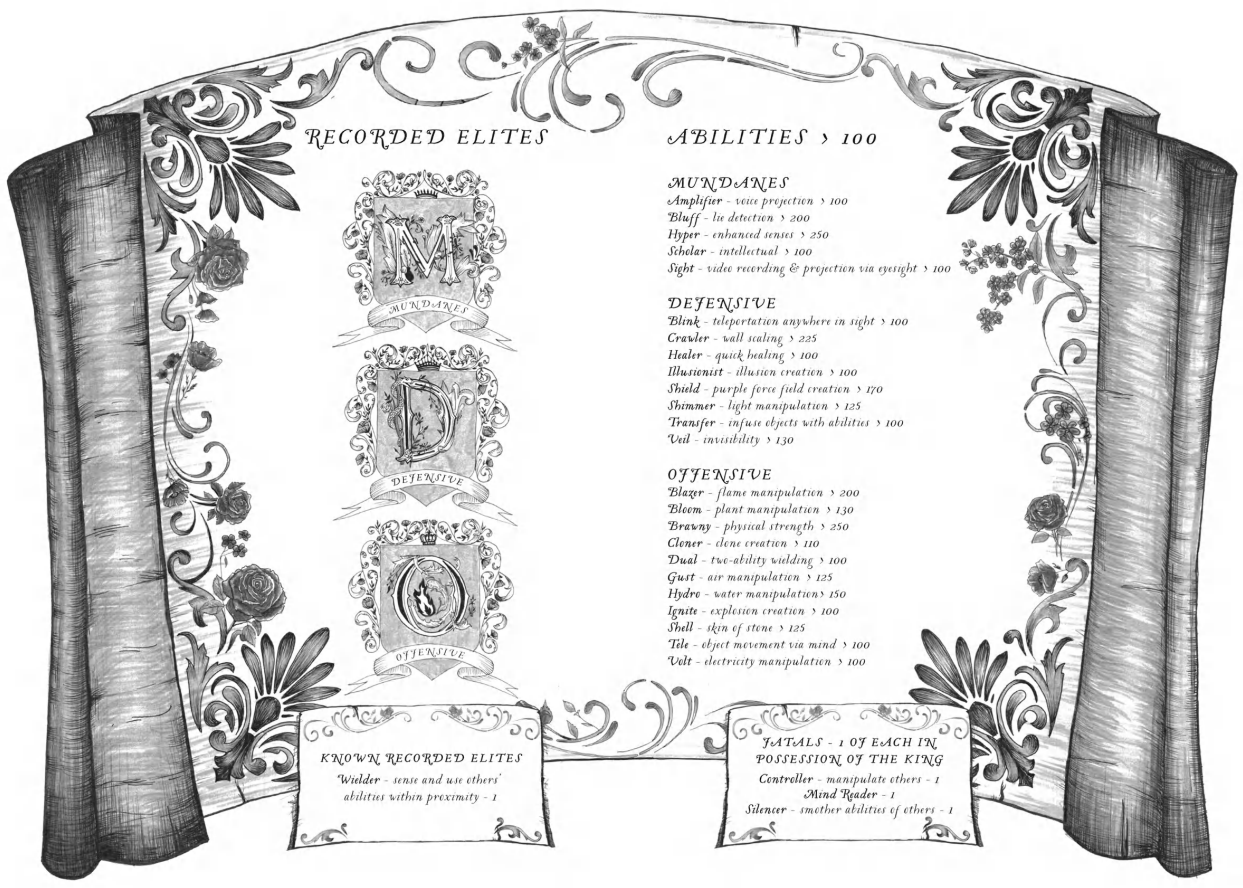 RECORDED ELITES
M
MUNDANES
D
DEFENSIVE
O
OFFENSIVE
ABILITIES > 100
MUNDANES
Amplifier - voice projection > 100
Bluff - lie detection > 200
Hyper - enhanced senses > 250
Scholar - intellectual > 100
Sight - video recording & projection via eyesight > 100
DEFENSIVE
Blink - teleportation anywhere in sight > 100
Crawler - wall scaling > 225
Healer - quick healing > 100
Illusionist - illusion creation > 100
Shield - purple force field creation > 170
Shimmer - light manipulation > 125
Transfer - infuse objects with abilities > 100
Veil - invisibility > 130
OFFENSIVE
Blazer - flame manipulation > 200
Bloom - plant manipulation > 130
Brawny - physical strength > 250
Cloner - clone creation > 110
Dual - two-ability wielding > 100
Gust - air manipulation > 125
Hydro - water manipulation> 150
Ignite - explosion creation > 100
Shell - skin of stone > 125
Tele - object movement via mind > 100
Volt - electricity manipulation > 100
KNOWN RECORDED ELITES
Wielder - sense and use others'
abilities within proximity - 1
FATALS - 1 OF EACH IN
POSSESSION OF THE KING
Controller - manipulate others - 1
Mind Reader - 1
Silencer - smother abilities of others - 1